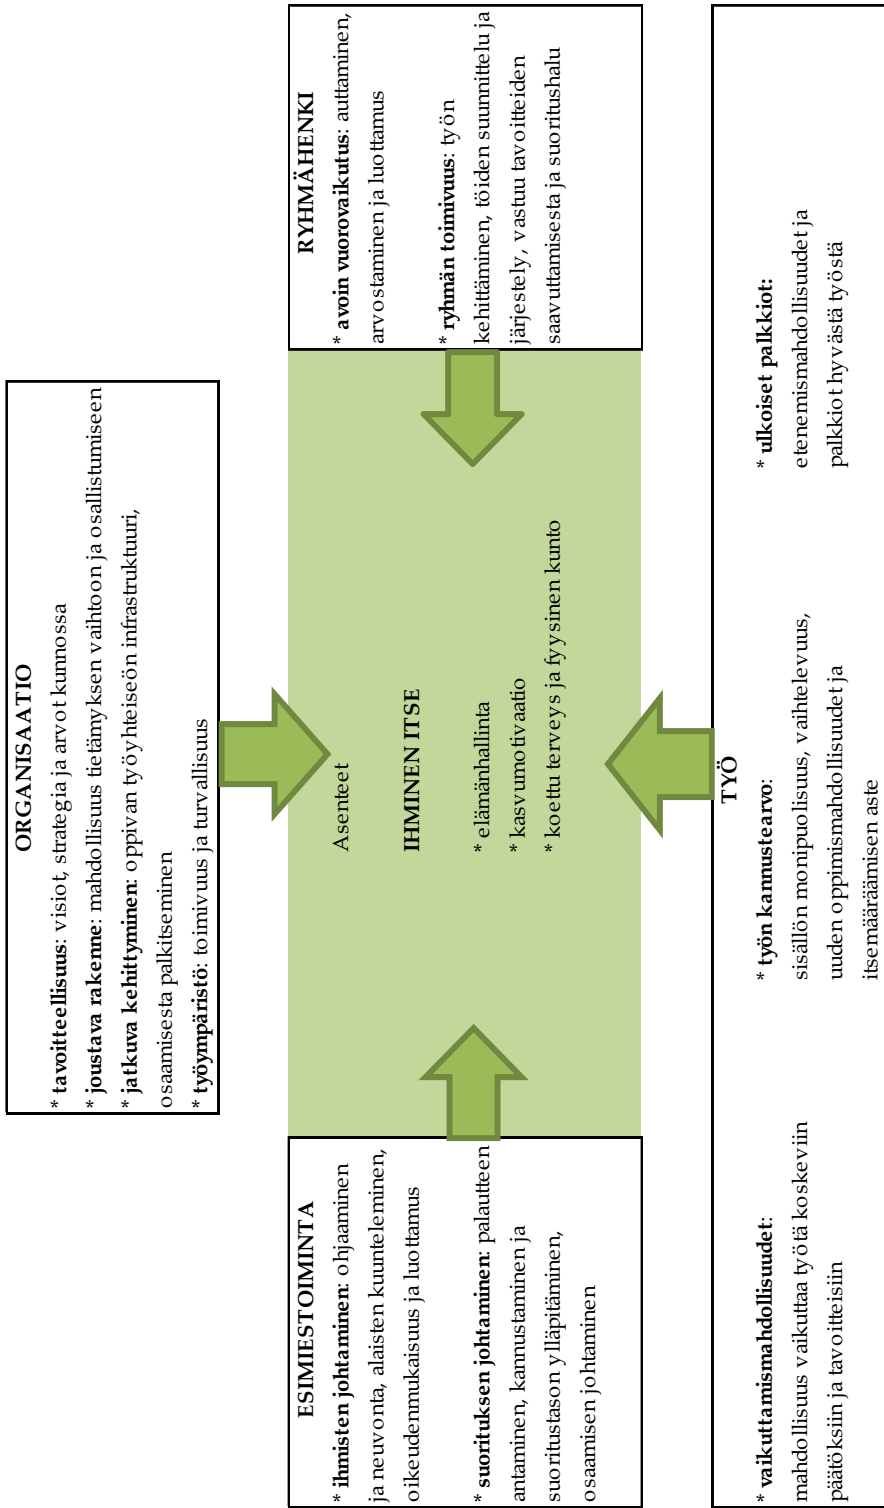 ORGANISAATIO
* tavoitteellisuus: visiot, strategia ja arvot kunnossa
* joustava rakenne: mahdollisuus tietämyksen vaihtoon ja osallistumiseen
* jatkuva kehittyminen: oppivan työyhteiseön infrastruktuuri,
osaamisesta palkitseminen
* työympäristö: toimivuus ja turvallisuus
ESIMIESTOIMINTA
* ihmisten johtaminen: ohjaaminen
ja neuvonta, alaisten kuunteleminen,
oikeudenmukaisuus ja luottamus
* suorituksen johtaminen: palautteen
antaminen, kannustaminen ja
suoritustason ylläpitäminen,
osaamisen johtaminen
Asenteet
IHMINEN ITSE
* elämänhallinta
* kasvumotivaatio
* koettu terveys ja fyysinen kunto
RYHMÄHENKI
* avoin vuorovaikutus: auttaminen,
arvostaminen ja luottamus
* ryhmän toimivuus: työn
kehittäminen, töiden suunnittelu ja
järjestely, vastuu tavoitteiden
saavuttamisesta ja suoritushalu
TYÖ
* vaikuttamismahdollisuudet:
mahdollisuus vaikuttaa työtä koskeviin
päätöksiin ja tavoitteisiin
* työn kannustearvo:
sisällön monipuolisuus, vaihtelevuus,
uuden oppimismahdollisuudet ja
itsemääräämisen aste
* ulkoiset palkkiot:
etenemismahdollisuudet ja
palkkiot hyvästä työstä